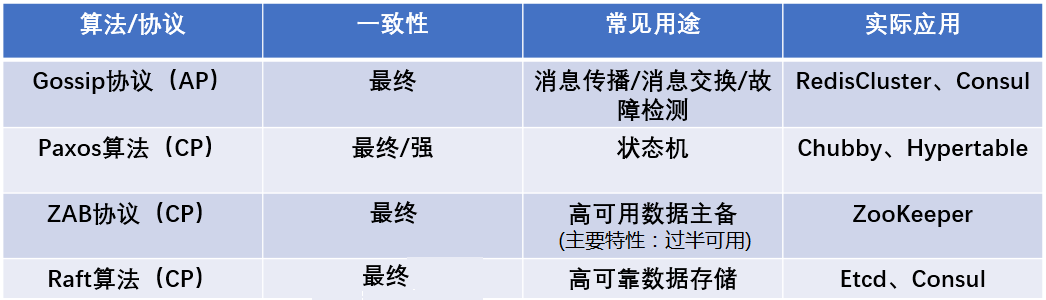 算法/协议 一致性 常见用途 实际应用
Gossip协议（AP） 最终 消息传播/消息交换/故 RedisCluster、Consul
障检测
Paxos算法（CP） 最终/强 状态机 Chubby、Hypertable
ZAB协议（CP） 最终 高可用数据主备 ZooKeeper
(主要特性：过半可用)
Raft算法（CP） 最终 高可靠数据存储 Etcd、Consul